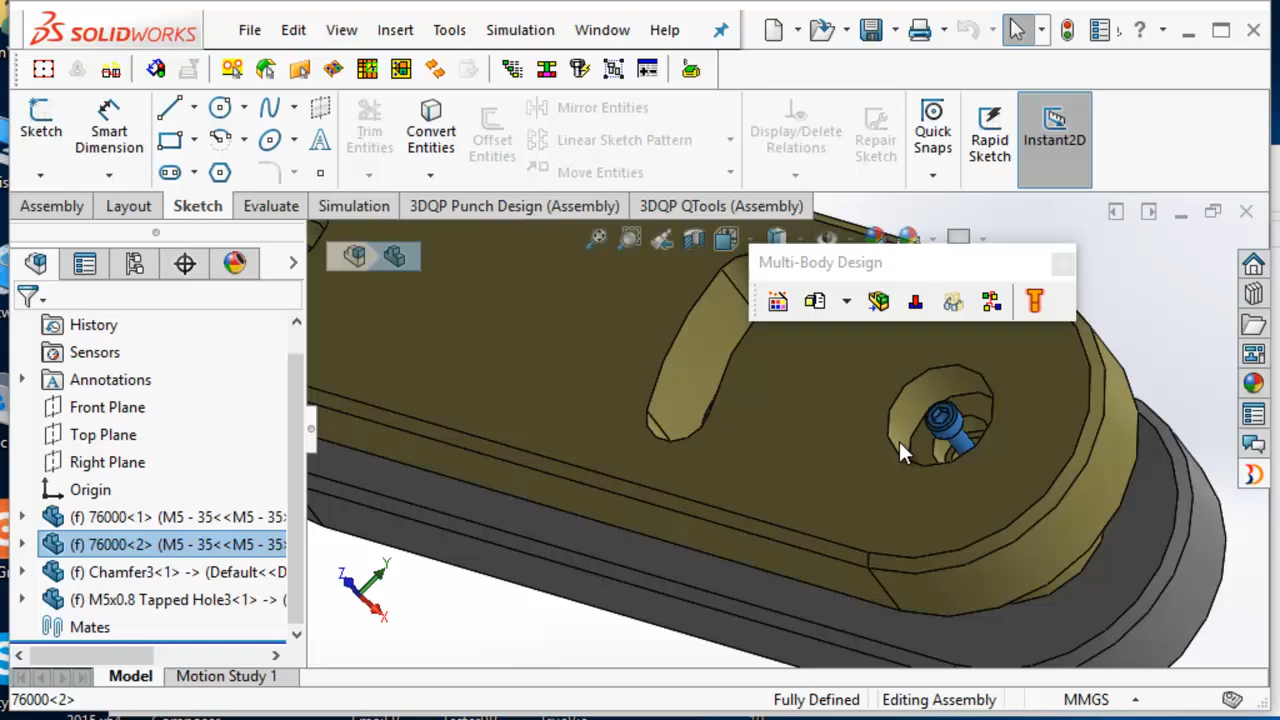 SOLIDWORKS File Edit View Insert Tools Simulation Window Help
Sketch Smart Dimension Trim Entities Convert Entities Offset Entities Mirror Entities Linear Sketch Pattern Move Entities Display/Delete Relations Repair Sketch Quick Snaps Rapid Sketch Instant2D
Assembly Layout Sketch Evaluate Simulation 3DQP Punch Design (Assembly) 3DQP QTools (Assembly)
Multi-Body Design
History
Sensors
Annotations
Front Plane
Top Plane
Right Plane
Origin
(f) 76000<1> (M5 - 35<<M5 - 35>
(f) 76000<2> (M5 - 35<<M5 - 35>
(f) Chamfer3<1> -> (Default<<D
(f) M5x0.8 Tapped Hole3<1> -> (
Mates
Z Y X
Model Motion Study 1
76000<2> Fully Defined Editing Assembly MMGS